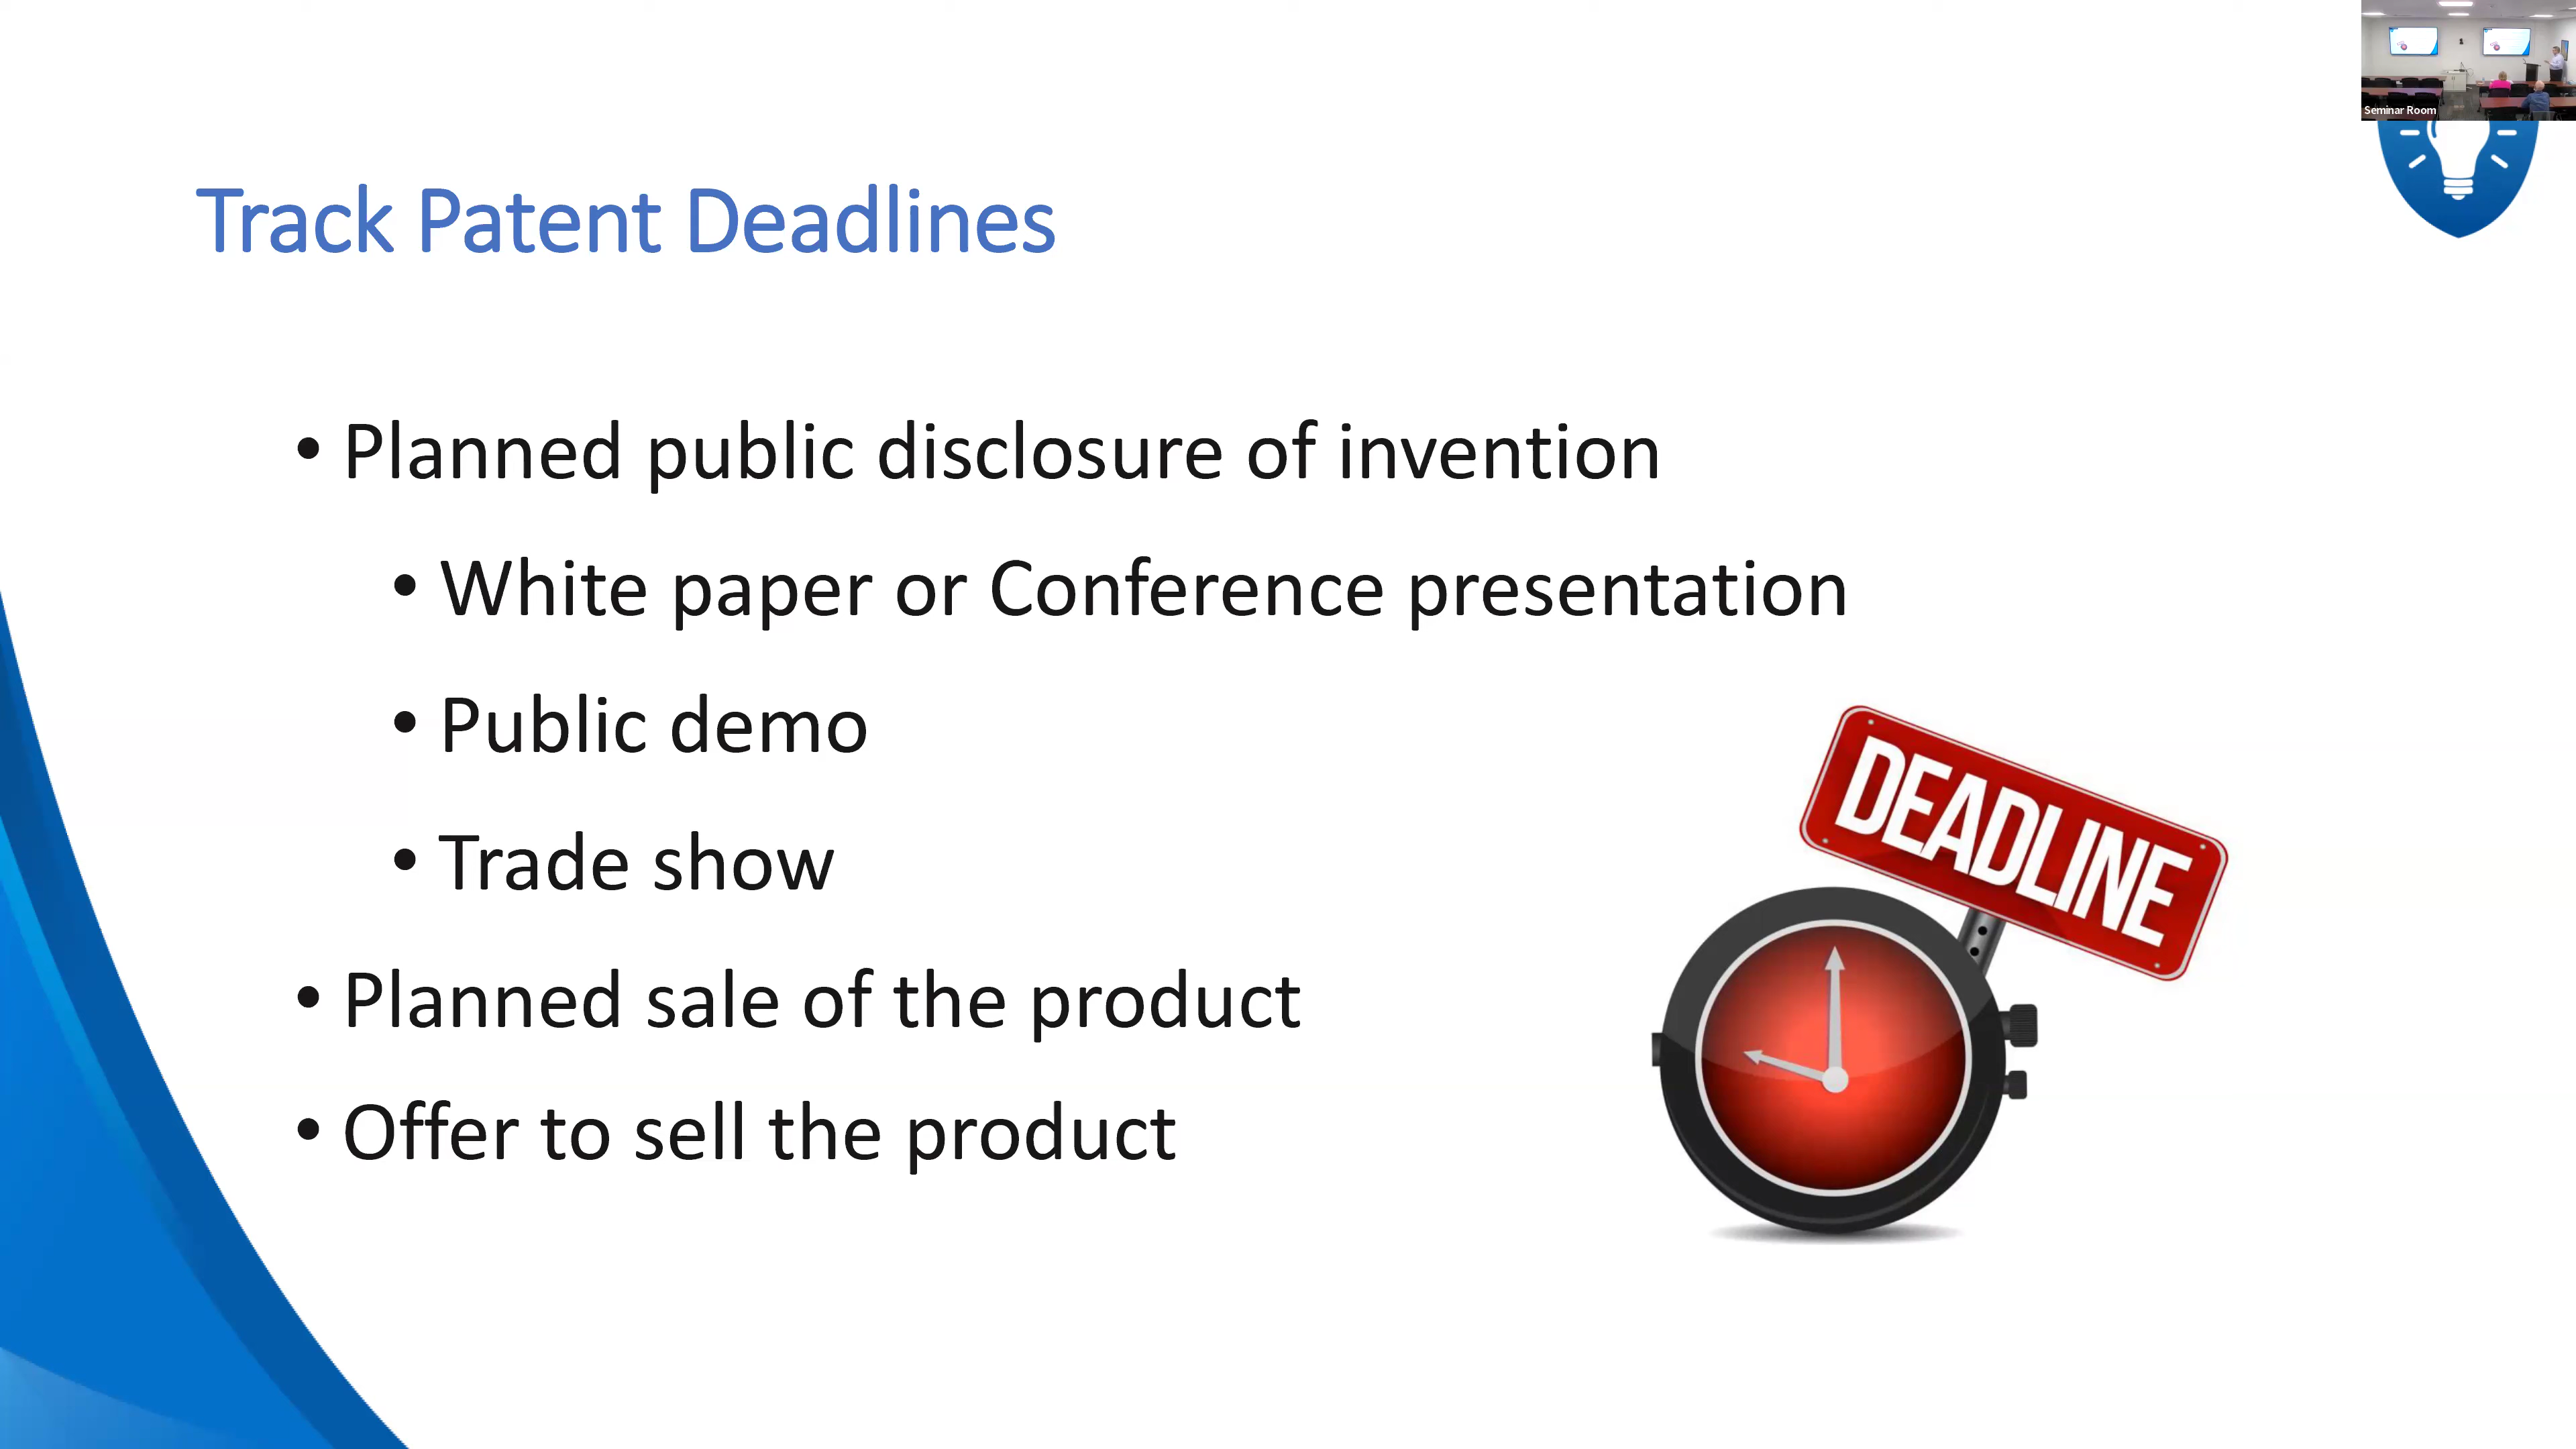 Seminar Room
Track Patent Deadlines
• Planned public disclosure of invention
• White paper or Conference presentation
• Public demo
• Trade show
• Planned sale of the product
• Offer to sell the product
DEADLINE